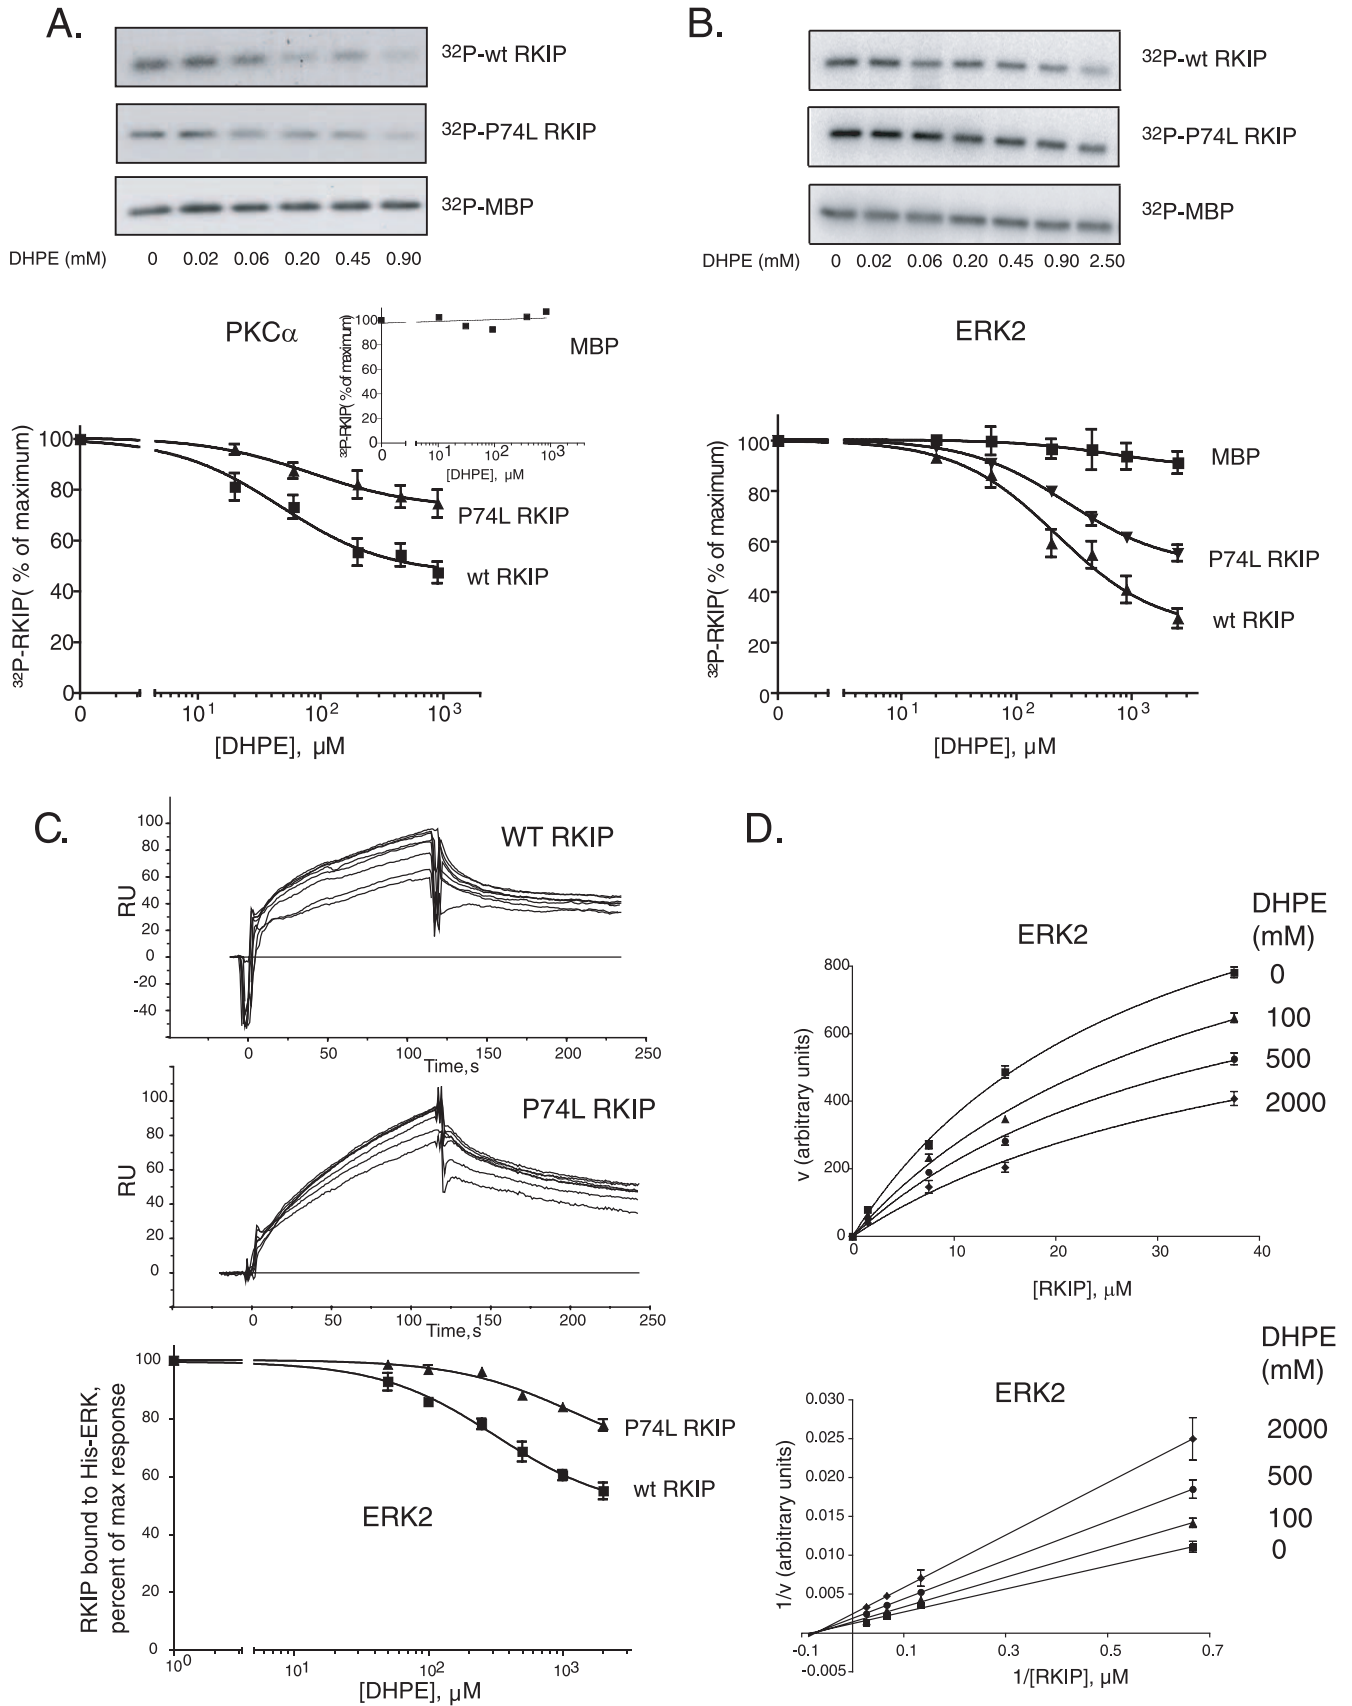 A.
³²P-wt RKIP
³²P-P74L RKIP
³²P-MBP
DHPE (mM) 0 0.02 0.06 0.20 0.45 0.90
B.
³²P-wt RKIP
³²P-P74L RKIP
³²P-MBP
DHPE (mM) 0 0.02 0.06 0.20 0.45 0.90 2.50
PKCα
³²P-RKIP( % of maximum)
100
80
60
40
20
0
0 10¹ 10² 10³
[DHPE], µM
P74L RKIP
wt RKIP
MBP
³²P-RKIP( % of maximum)
100
80
60
40
20
0
0 10¹ 10² 10³
[DHPE], µM
ERK2
³²P-RKIP( % of maximum)
100
80
60
40
20
0
0 10¹ 10² 10³
[DHPE], µM
MBP
P74L RKIP
wt RKIP
C.
WT RKIP
RU
100
80
60
40
20
0
-20
-40
0 50 100 150 200 250
Time,s
P74L RKIP
RU
100
80
60
40
20
0
0 50 100 150 200 250
Time,s
RKIP bound to His-ERK,
percent of max response
100
80
60
40
20
0
10⁰ 10¹ 10² 10³
[DHPE], µM
P74L RKIP
wt RKIP
ERK2
D.
ERK2
DHPE
(mM)
0
100
500
2000
v (arbitrary units)
800
600
400
200
0
0 10 20 30 40
[RKIP], µM
ERK2
DHPE
(mM)
2000
500
100
0
1/v (arbitrary units)
0.030
0.025
0.020
0.015
0.010
0.005
-0.005
-0.1 0.1 0.3 0.5 0.7
1/[RKIP], µM